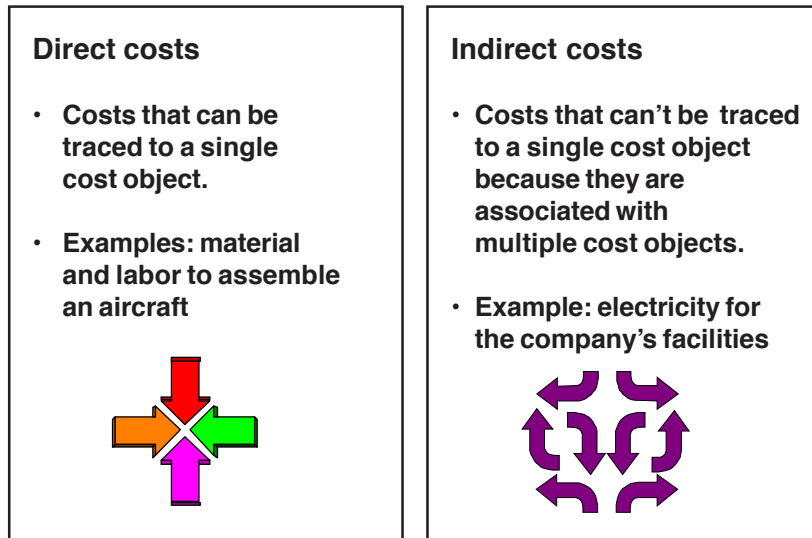 Direct costs
• Costs that can be
traced to a single
cost object.
• Examples: material
and labor to assemble
an aircraft
Indirect costs
• Costs that can’t be  traced
to a single cost object
because they are
associated with
multiple cost objects.
• Example: electricity for
the company’s facilities